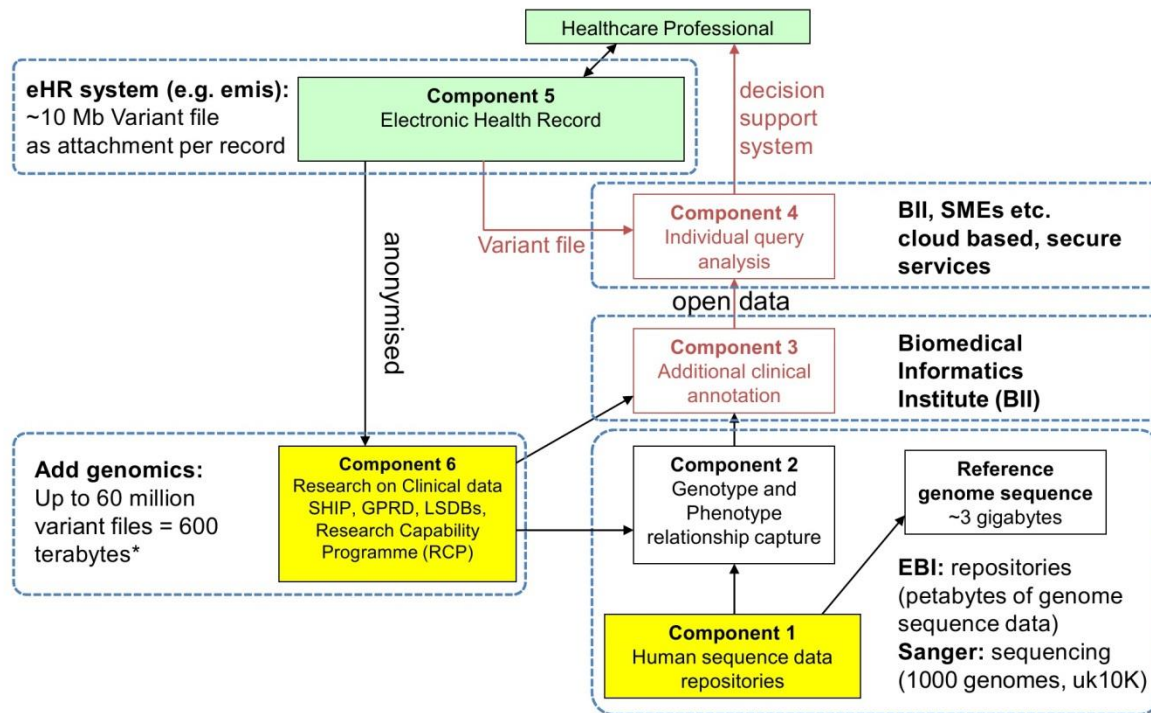 Healthcare Professional
eHR system (e.g. emis):
~10 Mb Variant file
as attachment per record
Component 5
Electronic Health Record
decision
support
system
anonymised
Variant file
Component 4
Individual query
analysis
BII, SMEs etc.
cloud based, secure
services
open data
Component 3
Additional clinical
annotation
Biomedical
Informatics
Institute (BII)
Add genomics:
Up to 60 million
variant files = 600
terabytes*
Component 6
Research on Clinical data
SHIP, GPRD, LSDBs,
Research Capability
Programme (RCP)
Component 2
Genotype and
Phenotype
relationship capture
Reference
genome sequence
~3 gigabytes
Component 1
Human sequence data
repositories
EBI: repositories
(petabytes of genome
sequence data)
Sanger: sequencing
(1000 genomes, uk10K)